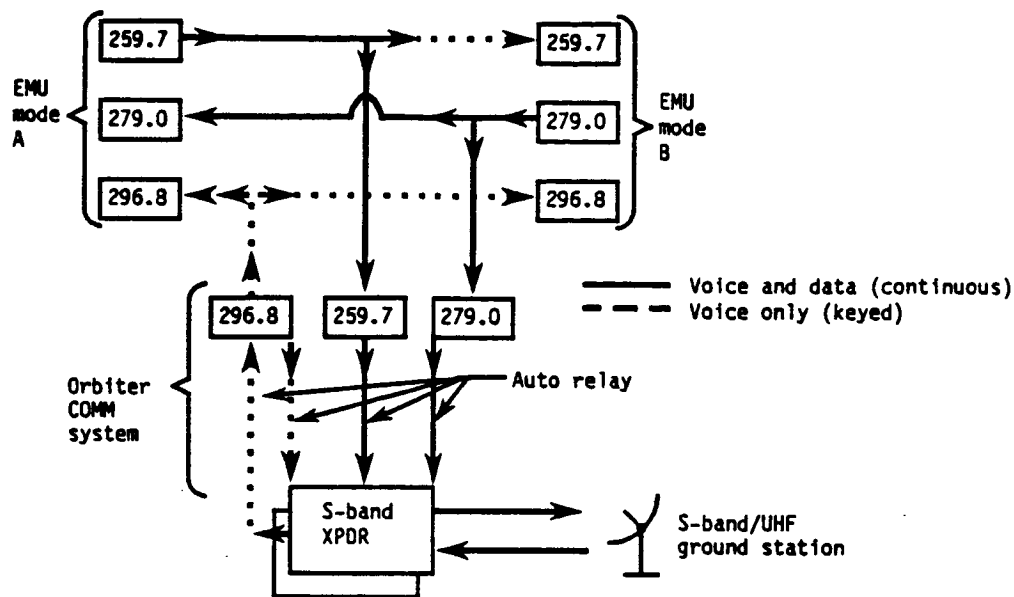 259.7
259.7
EMU
mode
A
279.0
279.0
EMU
mode
B
296.8
296.8
296.8
259.7
279.0
Voice and data (continuous)
Voice only (keyed)
Auto relay
Orbiter
COMM
system
S-band
XPDR
S-band/UHF
ground station